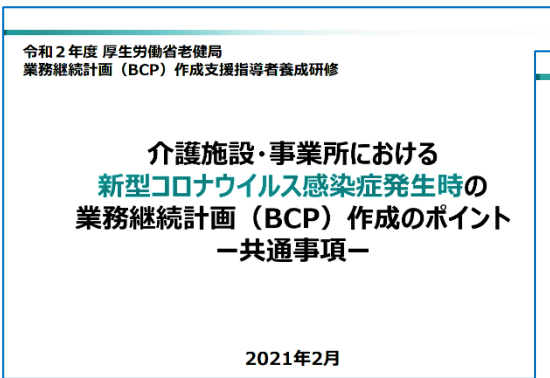 令和２年度 厚生労働省老健局
業務継続計画（BCP）作成支援指導者養成研修
介護施設・事業所における
新型コロナウイルス感染症発生時の
業務継続計画（BCP）作成のポイント
ー共通事項ー
2021年2月